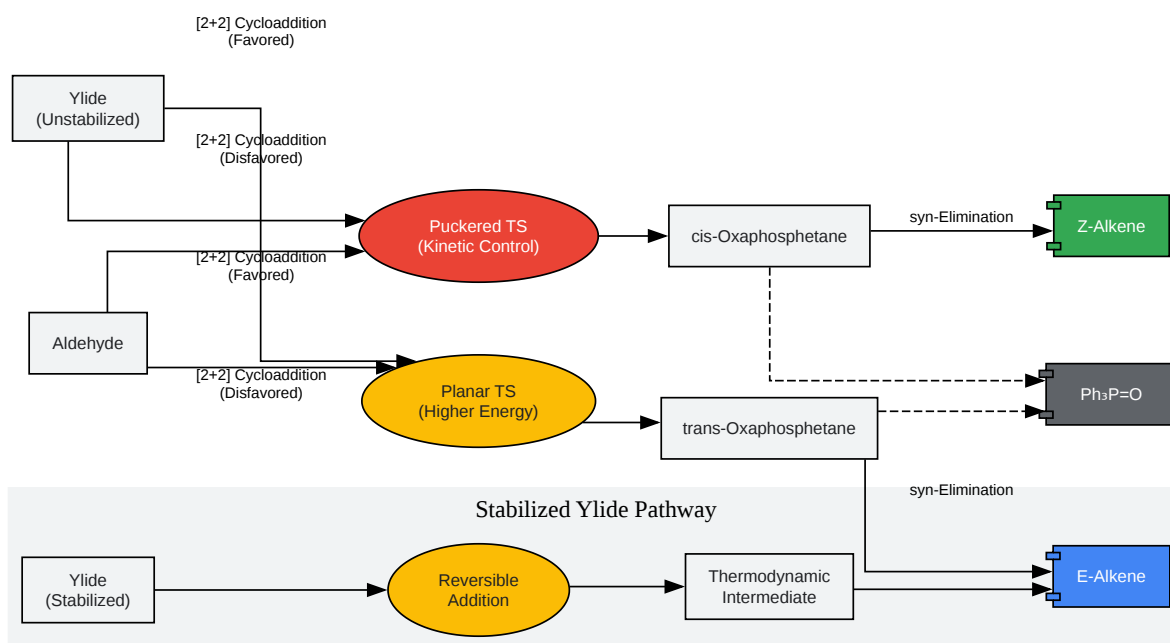 [2+2] Cycloaddition
(Favored)
Ylide
(Unstabilized)
[2+2] Cycloaddition
(Disfavored)
Puckered TS
(Kinetic Control)
cis-Oxaphosphetane
syn-Elimination
Z-Alkene
[2+2] Cycloaddition
(Favored)
Aldehyde
[2+2] Cycloaddition
(Disfavored)
Planar TS
(Higher Energy)
trans-Oxaphosphetane
Ph₃P=O
syn-Elimination
Stabilized Ylide Pathway
Ylide
(Stabilized)
Reversible
Addition
Thermodynamic
Intermediate
E-Alkene